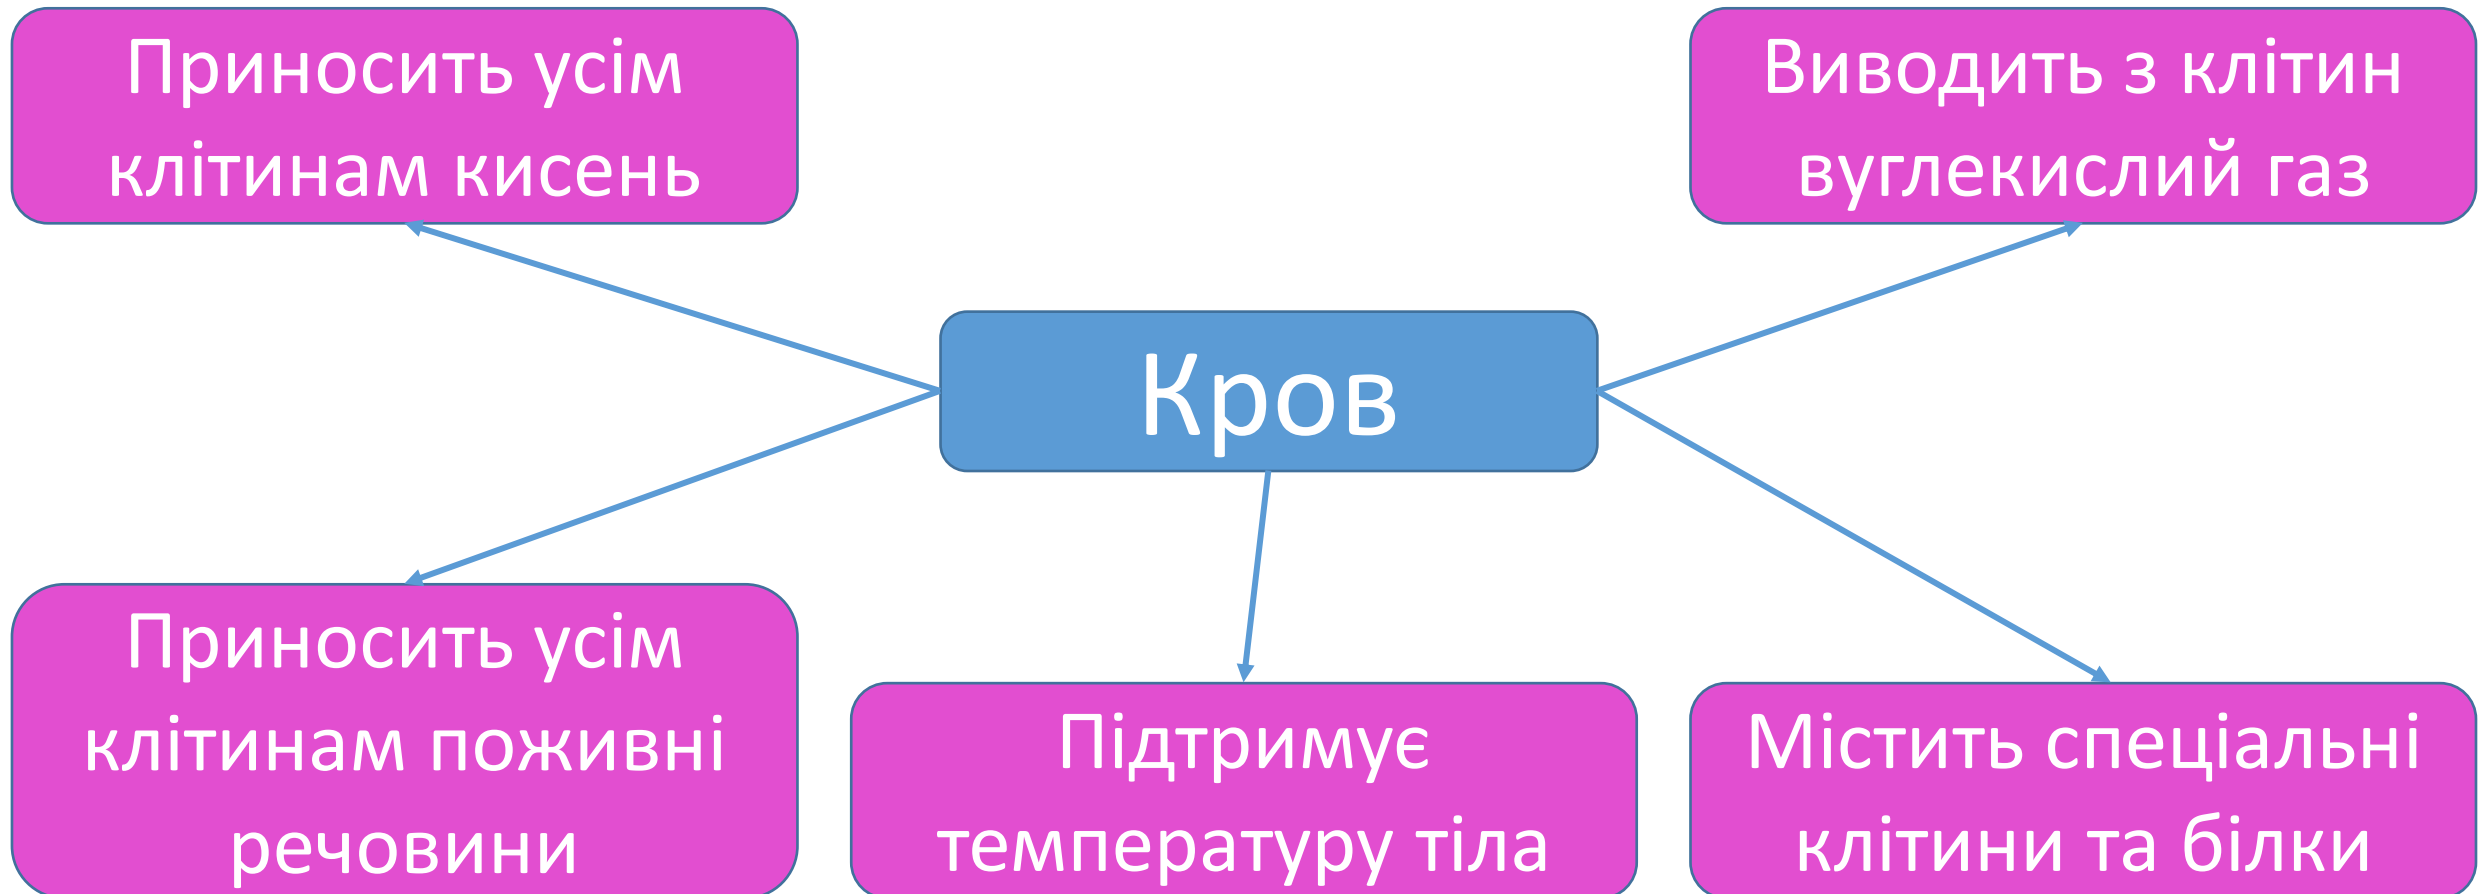 Приносить усім
клітинам кисень
Виводить з клітин
вуглекислий газ
Кров
Приносить усім
клітинам поживні
речовини
Підтримує
температуру тіла
Містить спеціальні
клітини та білки